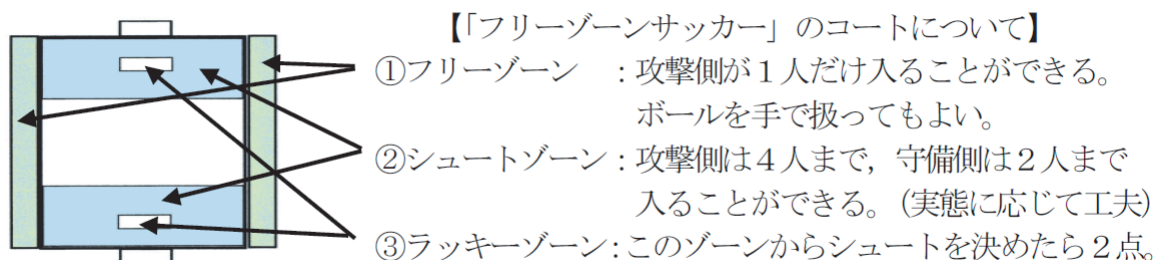 【「フリーゾーンサッカー」のコートについて】
①フリーゾーン　：攻撃側が１人だけ入ることができる。
ボールを手で扱ってもよい。
②シュートゾーン：攻撃側は４人まで，守備側は２人まで
入ることができる。（実態に応じて工夫）
③ラッキーゾーン：このゾーンからシュートを決めたら２点。